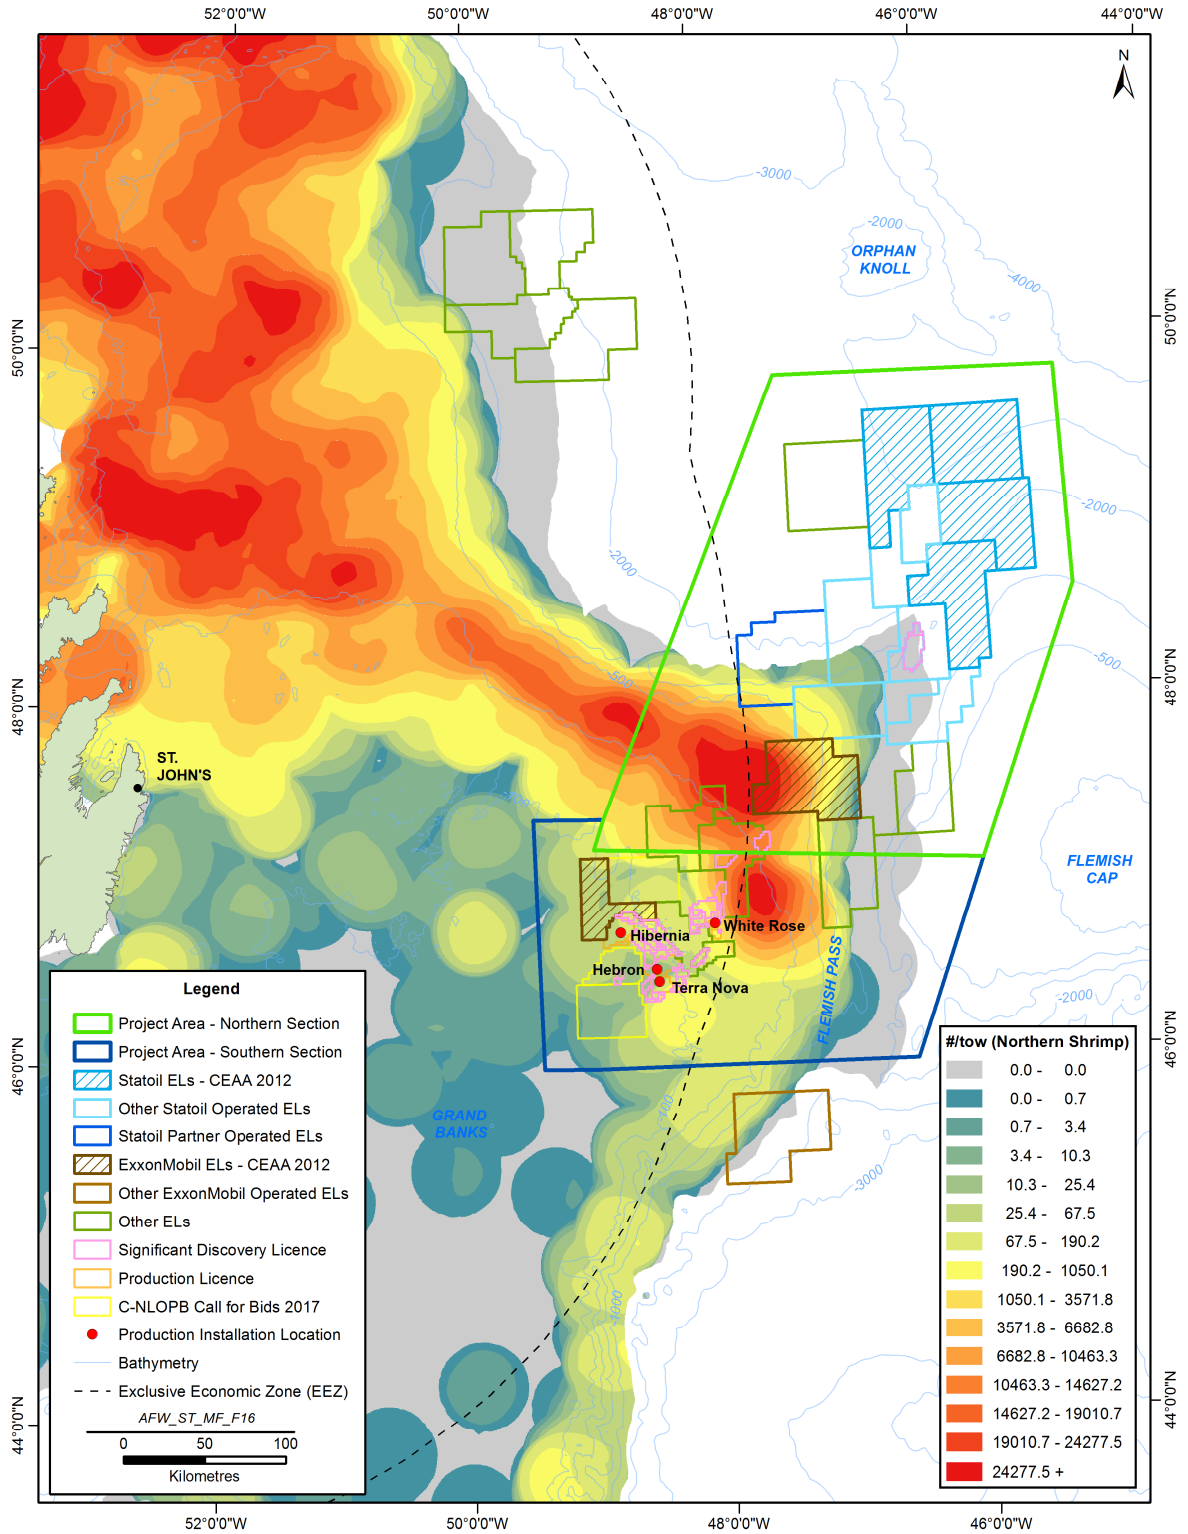 52°0'0"W
50°0'0"W
48°0'0"W
46°0'0"W
44°0'0"W
N
-3000
-2000
ORPHAN
KNOLL
-4000
50°0'0"N
50°0'0"N
-2000
-2000
-500
-500
48°0'0"N
48°0'0"N
ST.
JOHN'S
FLEMISH
CAP
White Rose
Hibernia
Hebron
Terra Nova
FLEMISH PASS
-2000
46°0'0"N
46°0'0"N
-100
GRAND
BANKS
-3000
-1000
44°0'0"N
44°0'0"N
Legend
Project Area - Northern Section
Project Area - Southern Section
Statoil ELs - CEAA 2012
Other Statoil Operated ELs
Statoil Partner Operated ELs
ExxonMobil ELs - CEAA 2012
Other ExxonMobil Operated ELs
Other ELs
Significant Discovery Licence
Production Licence
C-NLOPB Call for Bids 2017
Production Installation Location
Bathymetry
Exclusive Economic Zone (EEZ)
AFW_ST_MF_F16
0 50 100
Kilometres
#/tow (Northern Shrimp)
0.0 - 0.0
0.0 - 0.7
0.7 - 3.4
3.4 - 10.3
10.3 - 25.4
25.4 - 67.5
67.5 - 190.2
190.2 - 1050.1
1050.1 - 3571.8
3571.8 - 6682.8
6682.8 - 10463.3
10463.3 - 14627.2
14627.2 - 19010.7
19010.7 - 24277.5
24277.5 +
52°0'0"W
50°0'0"W
48°0'0"W
46°0'0"W